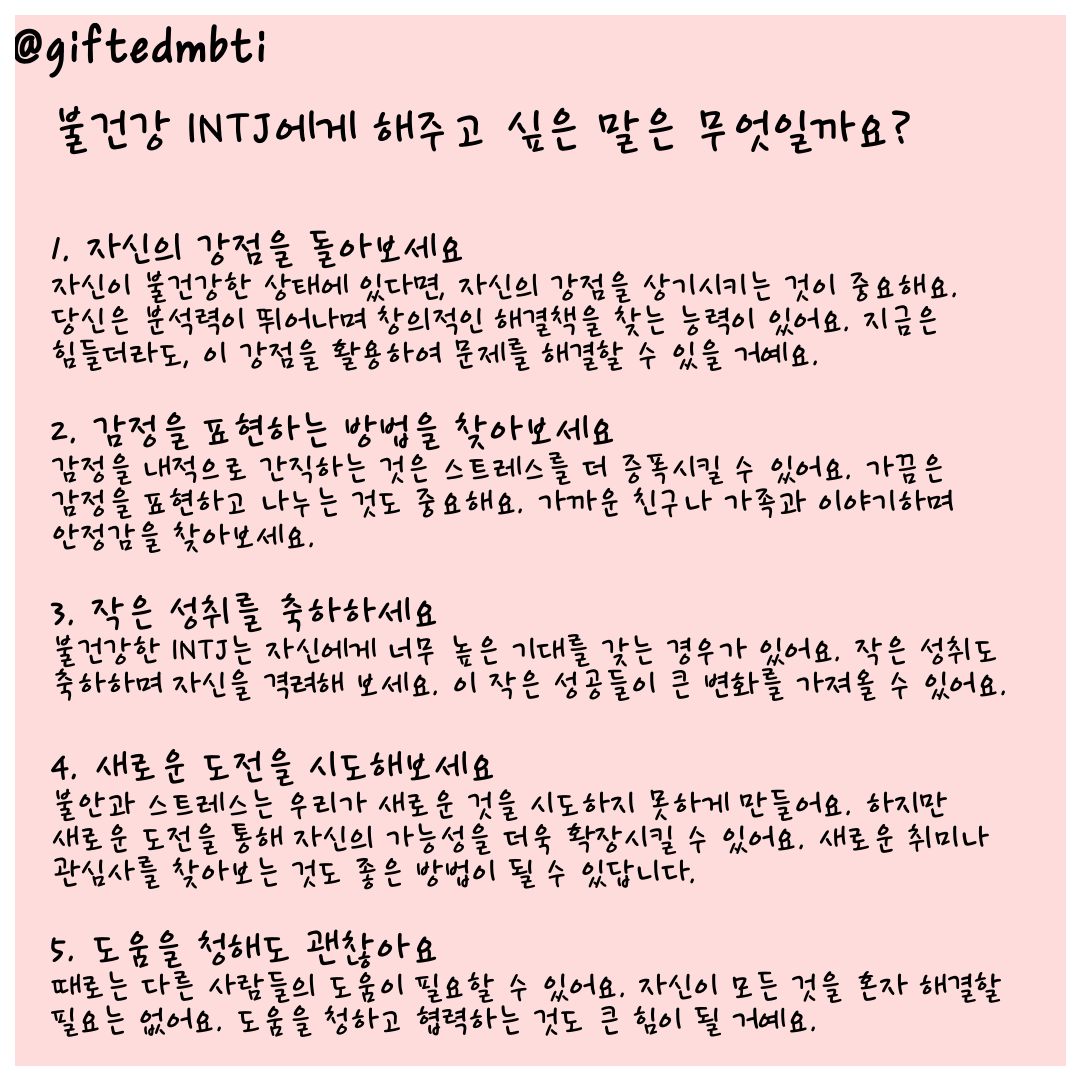 @giftedmbti
불건강 INTJ에게 해주고 싶은 말은 무엇일까요?
1. 자신의 강점을 돌아보세요
자신이 불건강한 상태에 있다면, 자신의 강점을 상기시키는 것이 중요해요.
당신은 분석력이 뛰어나며 창의적인 해결책을 찾는 능력이 있어요. 지금은
힘들더라도, 이 강점을 활용하여 문제를 해결할 수 있을 거예요.
2. 감정을 표현하는 방법을 찾아보세요
감정을 내적으로 간직하는 것은 스트레스를 더 증폭시킬 수 있어요. 가끔은
감정을 표현하고 나누는 것도 중요해요. 가까운 친구나 가족과 이야기하며
안정감을 찾아보세요.
3. 작은 성취를 축하하세요
불건강한 INTJ는 자신에게 너무 높은 기대를 갖는 경우가 있어요. 작은 성취도
축하하며 자신을 격려해 보세요. 이 작은 성공들이 큰 변화를 가져올 수 있어요.
4. 새로운 도전을 시도해보세요
불안과 스트레스는 우리가 새로운 것을 시도하지 못하게 만들어요. 하지만
새로운 도전을 통해 자신의 가능성을 더욱 확장시킬 수 있어요. 새로운 취미나
관심사를 찾아보는 것도 좋은 방법이 될 수 있답니다.
5. 도움을 청해도 괜찮아요
때로는 다른 사람들의 도움이 필요할 수 있어요. 자신이 모든 것을 혼자 해결할
필요는 없어요. 도움을 청하고 협력하는 것도 큰 힘이 될 거예요.